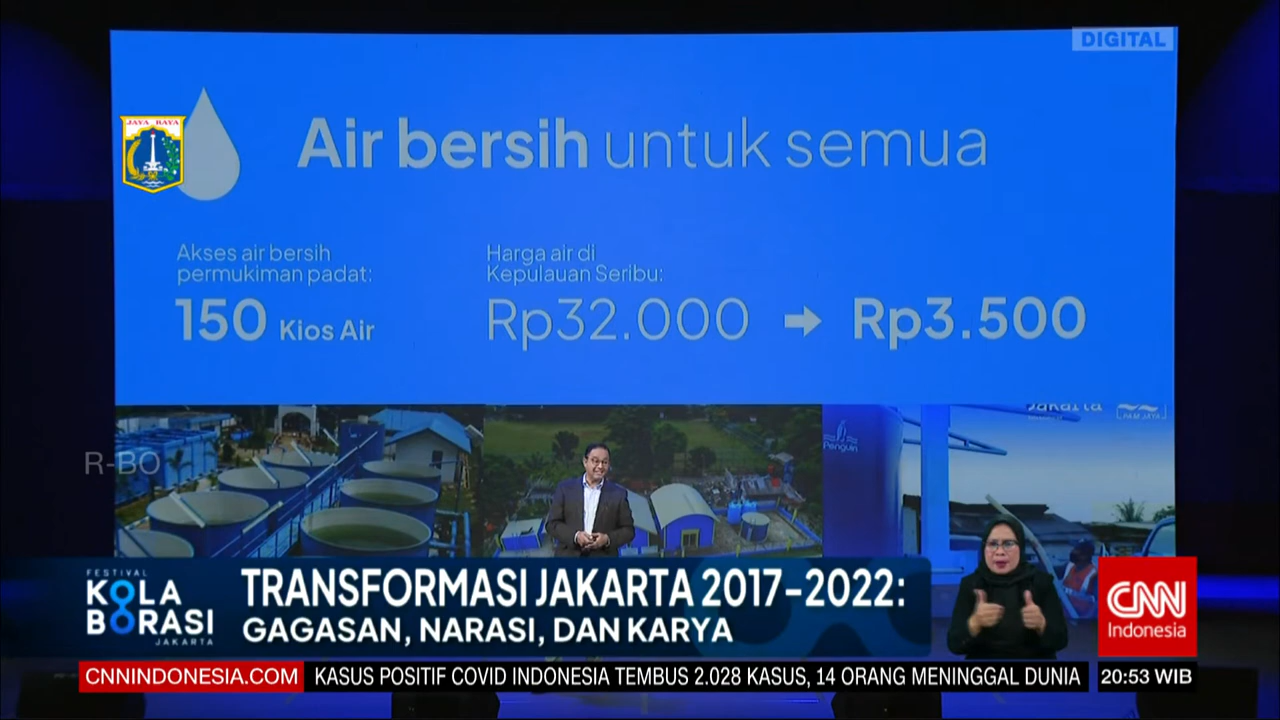 DIGITAL
JAYA RAYA
Air bersih untuk semua
Akses air bersih
permukiman padat:
150 Kios Air
Harga air di
Kepulauan Seribu:
Rp32.000 Rp3.500
Jakarta
Penguin
R-BO
FESTIVAL
KOLA
BORASI
JAKARTA
TRANSFORMASI JAKARTA 2017-2022:
GAGASAN, NARASI, DAN KARYA
CNN
Indonesia
CNNINDONESIA.COM
KASUS POSITIF COVID INDONESIA TEMBUS 2.028 KASUS, 14 ORANG MENINGGAL DUNIA
20:53 WIB